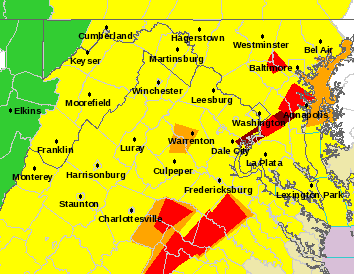 Cumberland
Hagerstown
Westminster
Bel Air
Keyser
Martinsburg
Baltimore
Winchester
Moorefield
Leesburg
Elkins
Washington
Annapolis
Luray
Warrenton
Dale City
Franklin
Culpeper
La Plata
Monterey
Harrisonburg
Fredericksburg
Lexington Park
Staunton
Charlottesville